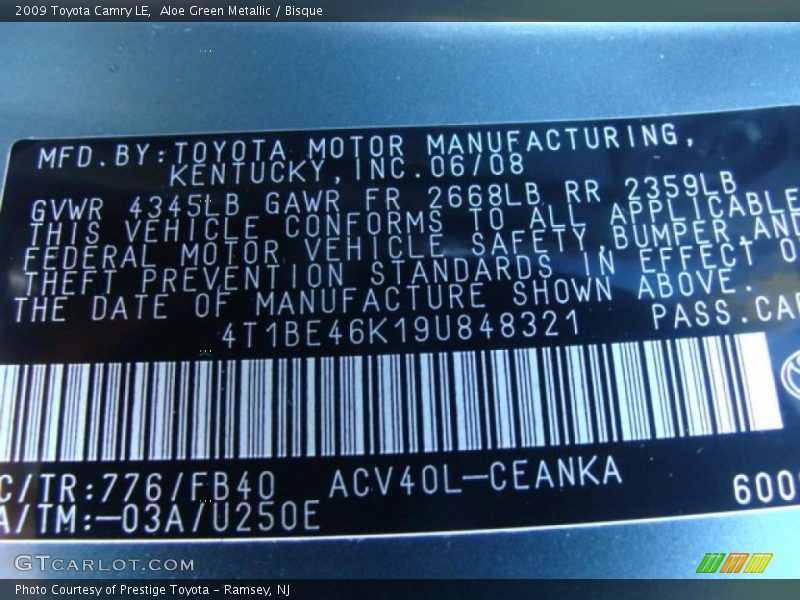 2009 Toyota Camry LE, Aloe Green Metallic / Bisque
MFD.BY:TOYOTA MOTOR MANUFACTURING,
KENTUCKY,INC.06/08
GVWR 4345LB GAWR FR 2668LB RR 2359LB
THIS VEHICLE CONFORMS TO ALL APPLICABLE
FEDERAL MOTOR VEHICLE SAFETY,BUMPER AND
THEFT PREVENTION STANDARDS IN EFFECT O
THE DATE OF MANUFACTURE SHOWN ABOVE.
4T1BE46K19U848321 PASS.CA
C/TR:776/FB40 ACV40L-CEANKA 600
A/TM:-03A/U250E
GTCarLot.com
Photo Courtesy of Prestige Toyota - Ramsey, NJ